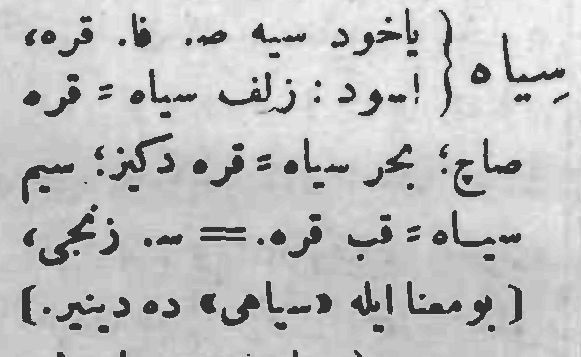 سِیاه { یاخود سیه ص. فا. قره،
اسود : زلف سیاه = قره
صاچ؛ بحر سیاه = قره دکیز؛ سیم
سیـاه = قب قره. == س. زنجی،
[ بو معنا ایله «سیاهی» ده دینیر.]